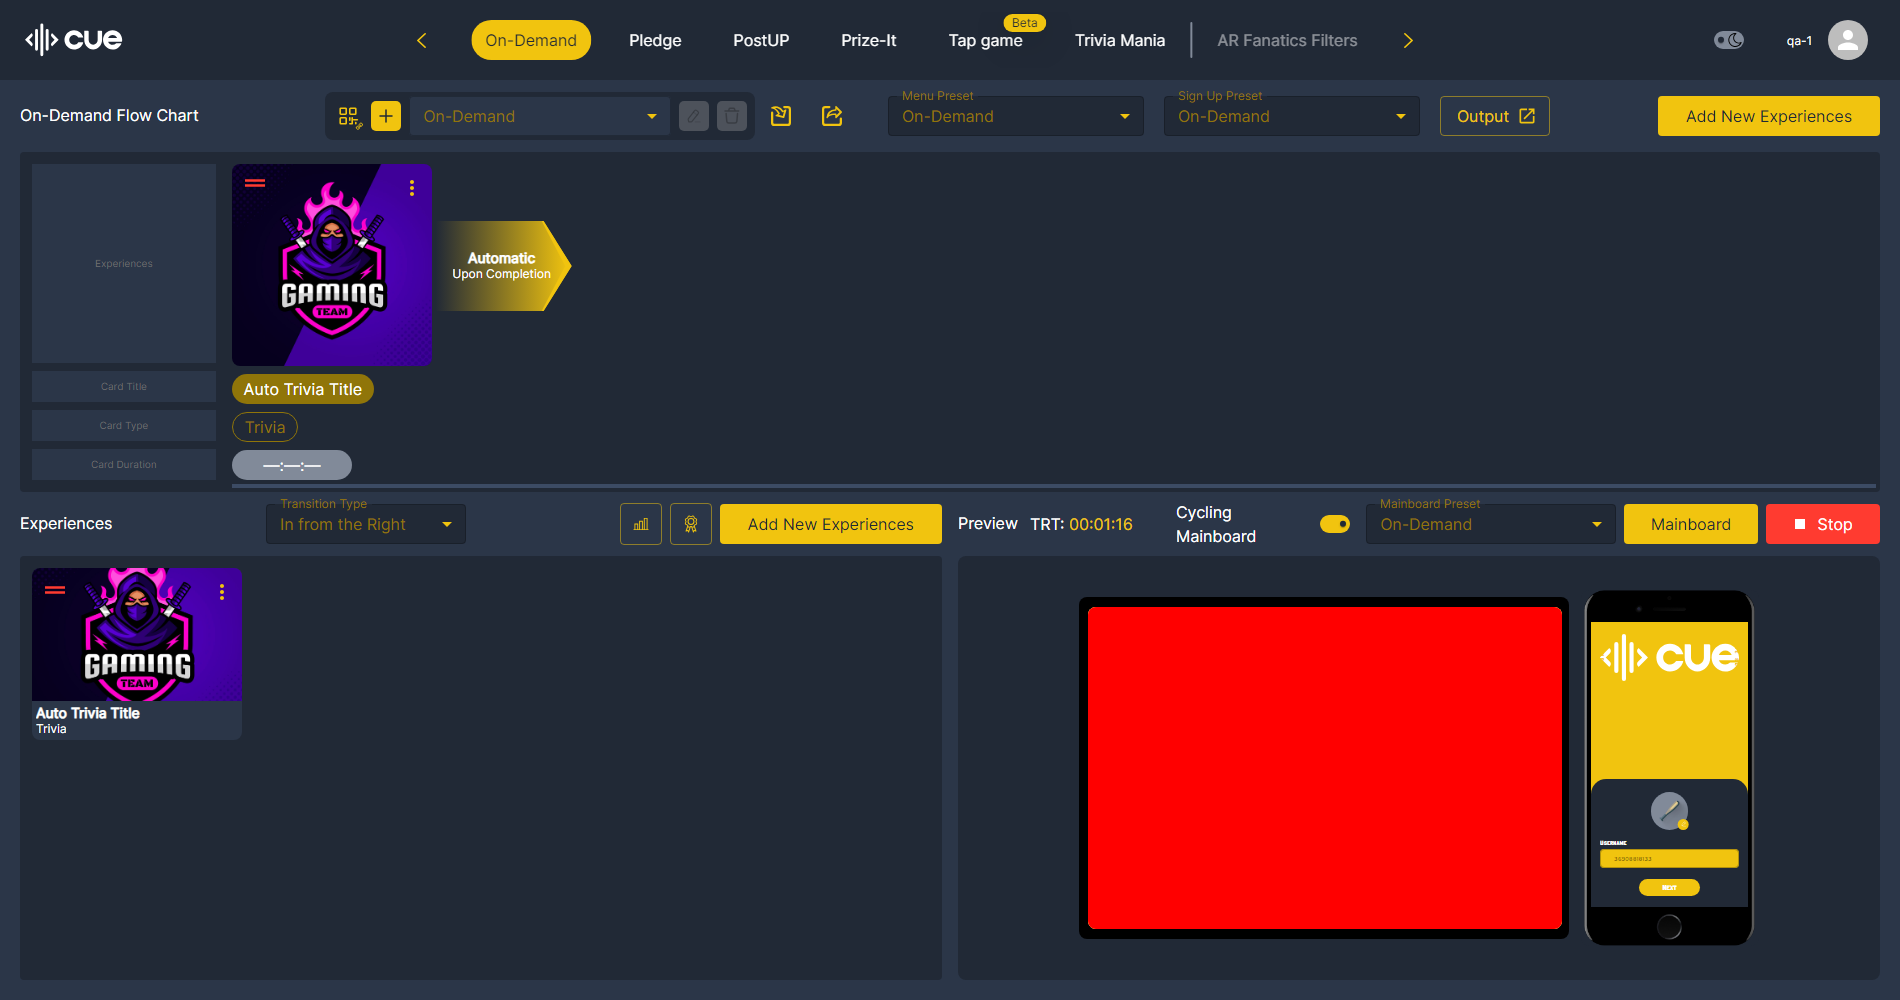 cue
On-Demand
Pledge
PostUP
Prize-It
Beta
Tap game
Trivia Mania
AR Fanatics Filters
qa-1
On-Demand Flow Chart
On-Demand
Menu Preset
On-Demand
Sign Up Preset
On-Demand
Output
Add New Experiences
Experiences
GAMING
TEAM
Automatic
Upon Completion
Card Title
Auto Trivia Title
Card Type
Trivia
Card Duration
—:—:—
Experiences
Transition Type
In from the Right
Add New Experiences
Preview
TRT: 00:01:16
Cycling
Mainboard
Mainboard Preset
On-Demand
Mainboard
Stop
GAMING
TEAM
Auto Trivia Title
Trivia
cue
USERNAME
NEXT